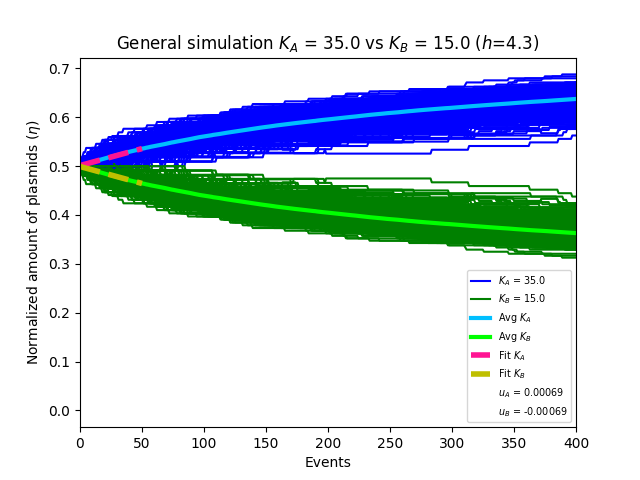 General simulation K_A = 35.0 vs K_B = 15.0 (h=4.3)
Normalized amount of plasmids (η)
0.7
0.6
0.5
0.4
0.3
0.2
0.1
0.0
K_A = 35.0
K_B = 15.0
Avg K_A
Avg K_B
Fit K_A
Fit K_B
u_A = 0.00069
u_B = -0.00069
0 50 100 150 200 250 300 350 400
Events